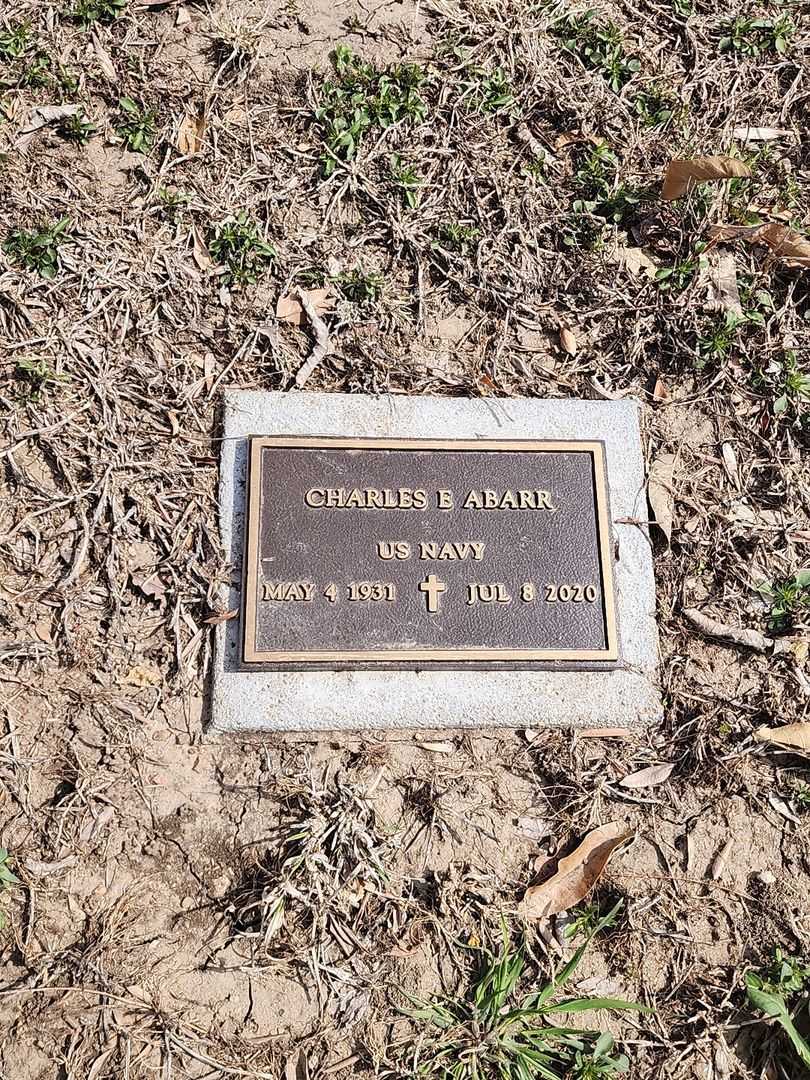 CHARLES E ABARR
US NAVY
MAY 4 1931 JUL 8 2020